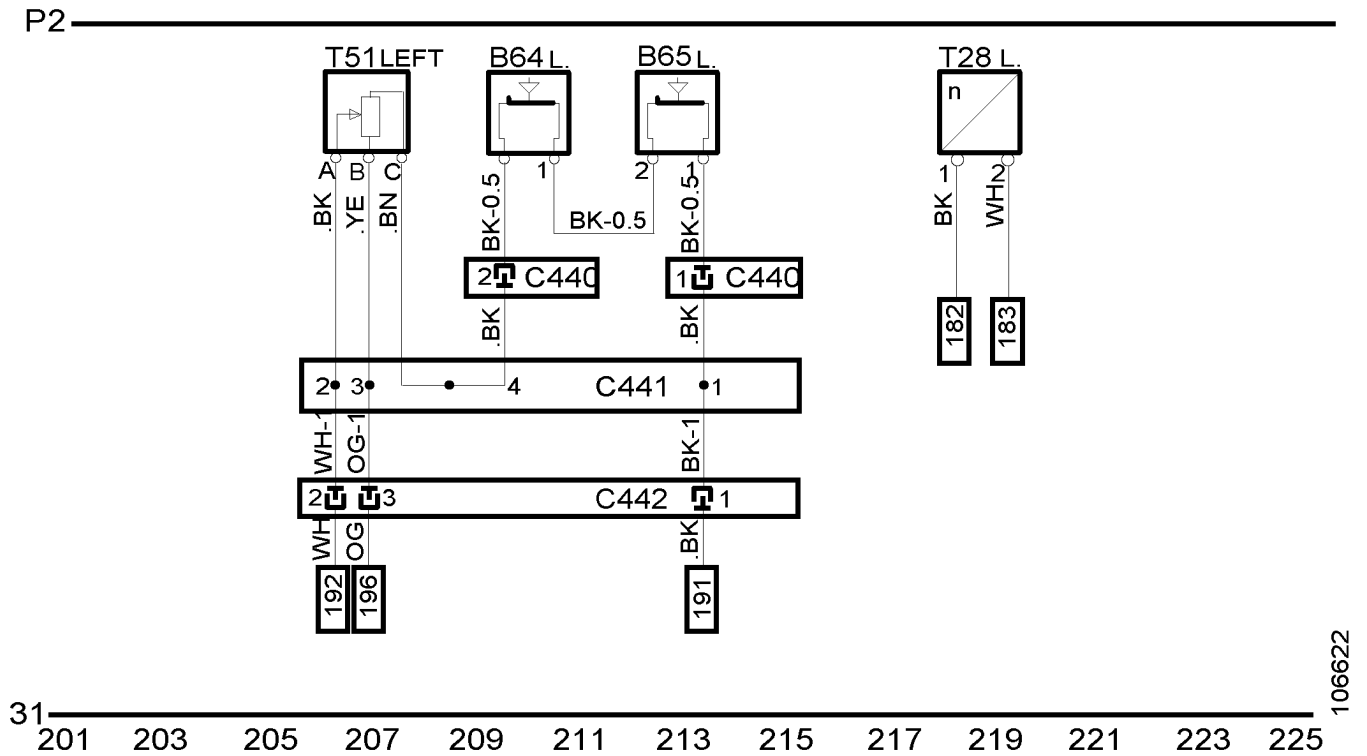 P2
T51 LEFT B64 L. B65 L. T28 L.
n
A B C 1 2 1 1 2
.BK .YE .BN BK-0.5 BK-0.5 BK-0.5 BK WH
2 C440 1 C440
.BK .BK 182 183
2 3 4 C441 1
WH-1 OG-1 BK-1
2 3 C442 1
WH OG .BK
192 196 191
106622
31
201 203 205 207 209 211 213 215 217 219 221 223 225